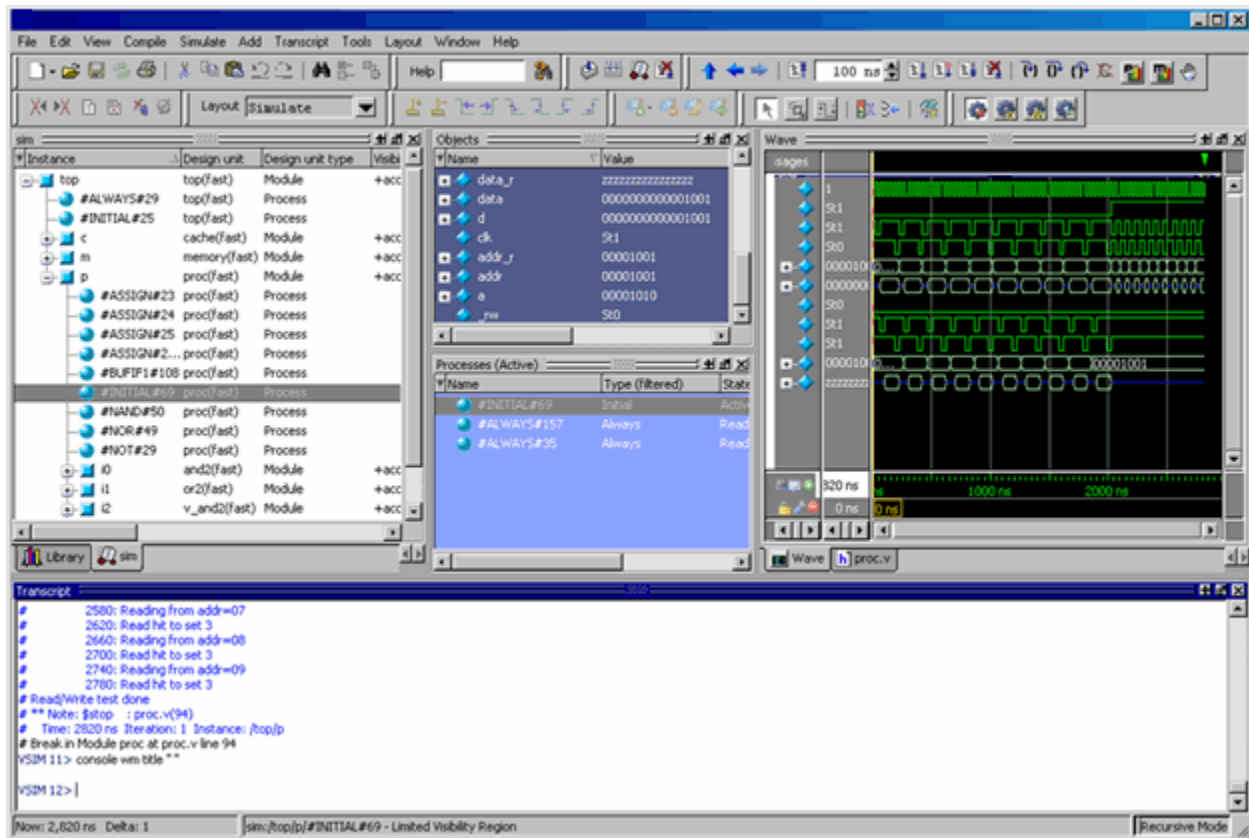 File Edit View Compile Simulate Add Transcript Tools Layout Window Help
Help 100 ns
Layout Simulate
sim
Instance Design unit Design unit type Visibi
top top(fast) Module +acc
#ALWAYS#29 top(fast) Process
#INITIAL#25 top(fast) Process
c cache(fast) Module +acc
m memory(fast) Module +acc
p proc(fast) Module +acc
#ASSIGN#23 proc(fast) Process
#ASSIGN#24 proc(fast) Process
#ASSIGN#25 proc(fast) Process
#ASSIGN#2... proc(fast) Process
#BUFIF1#108 proc(fast) Process
#INITIAL#69 proc(fast) Process
#NAND#50 proc(fast) Process
#NOR#49 proc(fast) Process
#NOT#29 proc(fast) Process
i0 and2(fast) Module +acc
i1 or2(fast) Module +acc
i2 v_and2(fast) Module +acc
Library sim
Objects
Name Value
data_r zzzzzzzzzzzzzzzz
data 0000000000001001
d 0000000000001001
clk St1
addr_r 00001001
addr 00001001
a 00001010
_rw St0
Processes (Active)
Name Type (filtered) State
#INITIAL#69 Initial Activ
#ALWAYS#157 Always Read
#ALWAYS#35 Always Read
Wave
sages
1
St1
St1
St0
0000100
0000000
St0
St1
St1
0000100 00001001
zzzzzzz
820 ns ns 1000 ns 2000 ns
0 ns 0 ns
Wave proc.v
Transcript
# 2580: Reading from addr=07
# 2620: Read hit to set 3
# 2660: Reading from addr=08
# 2700: Read hit to set 3
# 2740: Reading from addr=09
# 2780: Read hit to set 3
# Read/Write test done
# ** Note: $stop : proc.v(94)
# Time: 2820 ns Iteration: 1 Instance: /top/p
# Break in Module proc at proc.v line 94
VSIM 11> console wm title " "
VSIM 12>
Now: 2,820 ns Delta: 1 sim:/top/p/#INITIAL#69 - Limited Visibility Region Recursive Mode